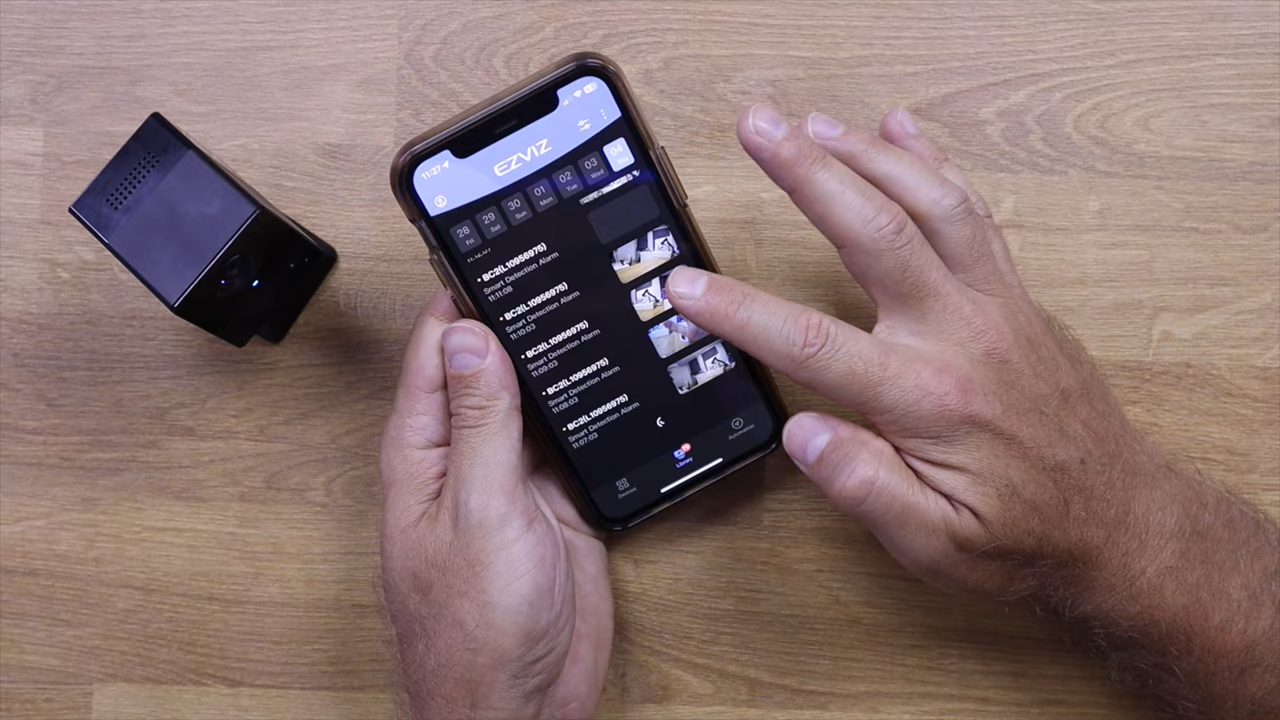 11:27
EZVIZ
28 29 30 01 02 03 04
Fri Sat Sun Mon Tue Wed Thu
• BC2(L10956975)
Smart Detection Alarm
11:11:08
• BC2(L10956975)
Smart Detection Alarm
11:10:03
• BC2(L10956975)
Smart Detection Alarm
11:09:03
• BC2(L10956975)
Smart Detection Alarm
11:08:03
• BC2(L10956975)
Smart Detection Alarm
11:07:03
Devices
Library
Automation